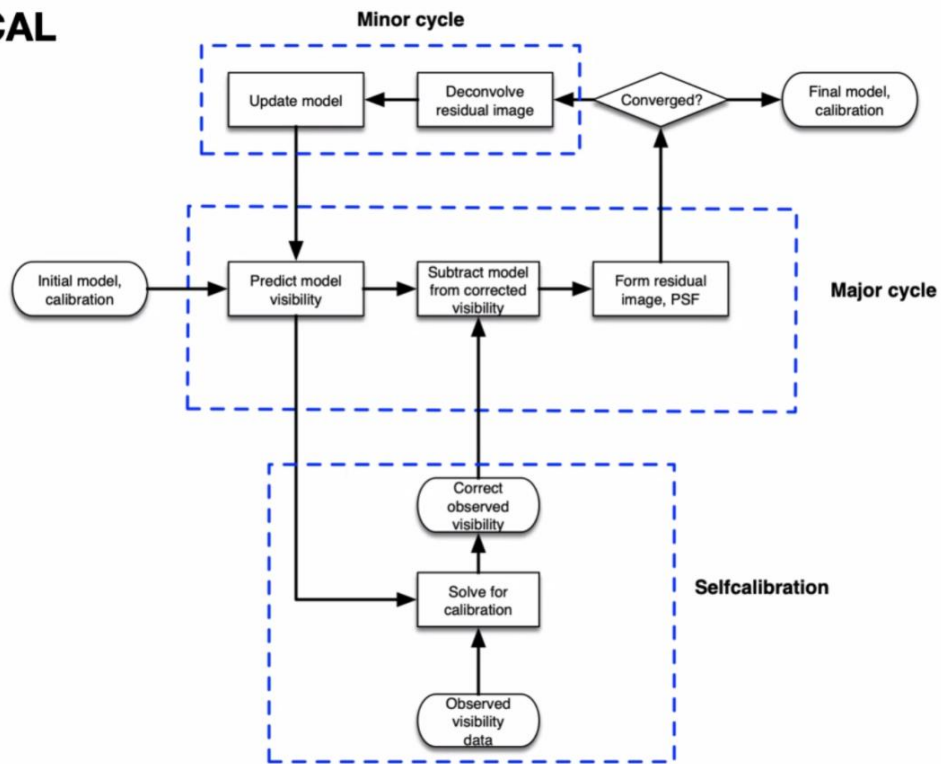 CAL
Minor cycle
Update model
Deconvolve
residual image
Converged?
Final model,
calibration
Initial model,
calibration
Predict model
visibility
Subtract model
from corrected
visibility
Form residual
image, PSF
Major cycle
Correct
observed
visibility
Solve for
calibration
Selfcalibration
Observed
visibility
data